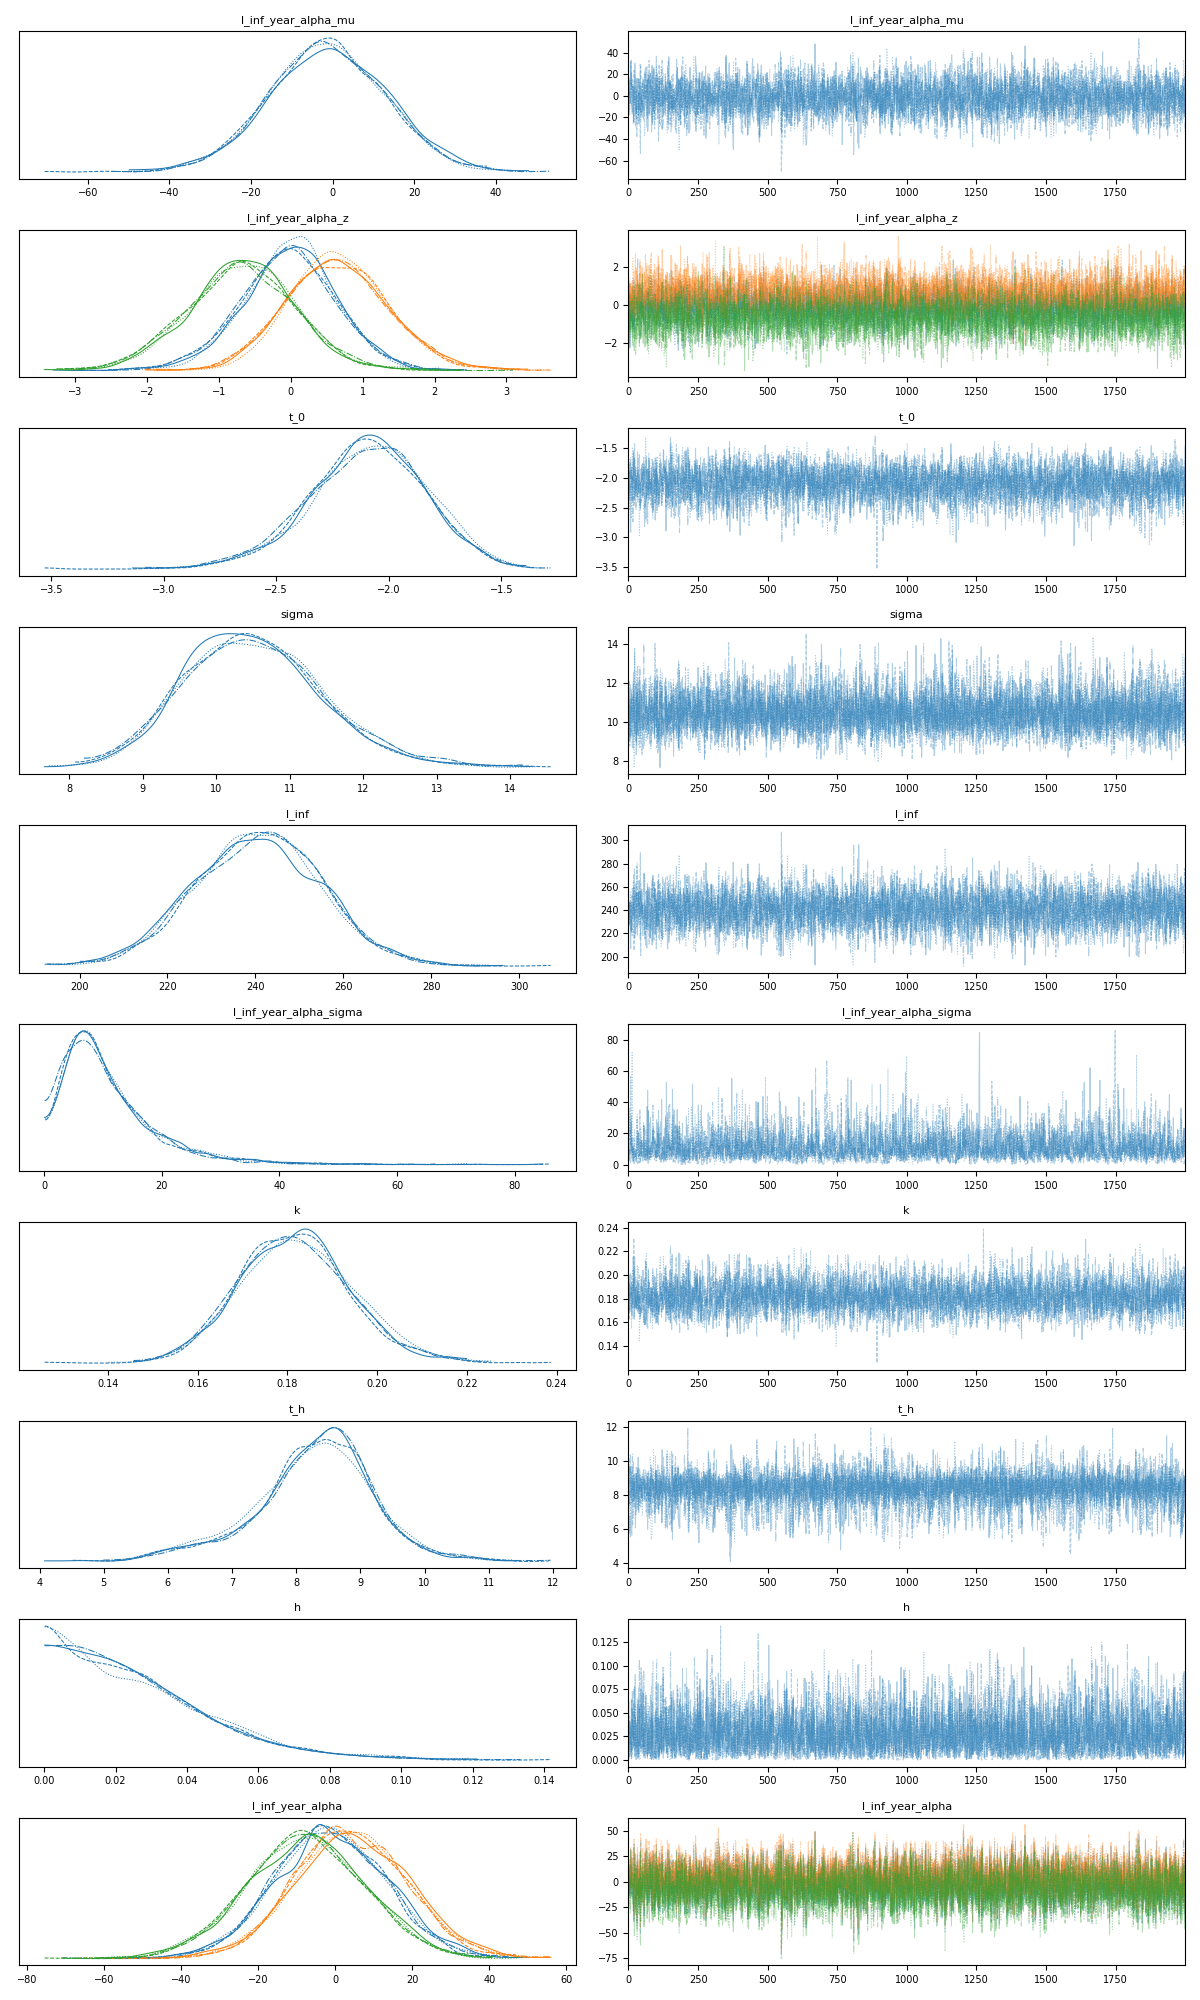 l_inf_year_alpha_mu
l_inf_year_alpha_mu
40
20
0
−20
−40
−60
−60 −40 −20 0 20 40
0 250 500 750 1000 1250 1500 1750
l_inf_year_alpha_z
l_inf_year_alpha_z
2
0
−2
−3 −2 −1 0 1 2 3
0 250 500 750 1000 1250 1500 1750
t_0
t_0
−1.5
−2.0
−2.5
−3.0
−3.5
−3.5 −3.0 −2.5 −2.0 −1.5
0 250 500 750 1000 1250 1500 1750
sigma
sigma
14
12
10
8
8 9 10 11 12 13 14
0 250 500 750 1000 1250 1500 1750
l_inf
l_inf
300
280
260
240
220
200
200 220 240 260 280 300
0 250 500 750 1000 1250 1500 1750
l_inf_year_alpha_sigma
l_inf_year_alpha_sigma
80
60
40
20
0
0 20 40 60 80
0 250 500 750 1000 1250 1500 1750
k
k
0.24
0.22
0.20
0.18
0.16
0.14
0.14 0.16 0.18 0.20 0.22 0.24
0 250 500 750 1000 1250 1500 1750
t_h
t_h
12
10
8
6
4
4 5 6 7 8 9 10 11 12
0 250 500 750 1000 1250 1500 1750
h
h
0.125
0.100
0.075
0.050
0.025
0.000
0.00 0.02 0.04 0.06 0.08 0.10 0.12 0.14
0 250 500 750 1000 1250 1500 1750
l_inf_year_alpha
l_inf_year_alpha
50
25
0
−25
−50
−75
−80 −60 −40 −20 0 20 40 60
0 250 500 750 1000 1250 1500 1750